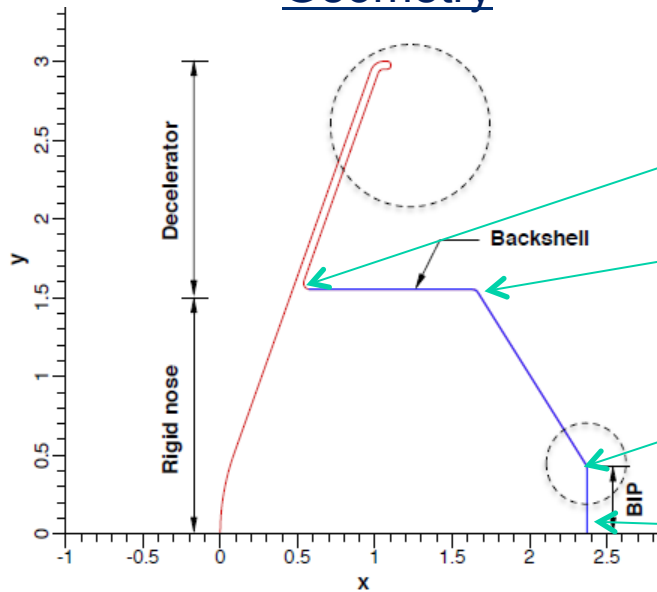 Geometry
3
2.5
2
1.5
1
0.5
0
y
Decelerator
Rigid nose
Backshell
BIP
-1
-0.5
0
0.5
1
1.5
2
2.5
x